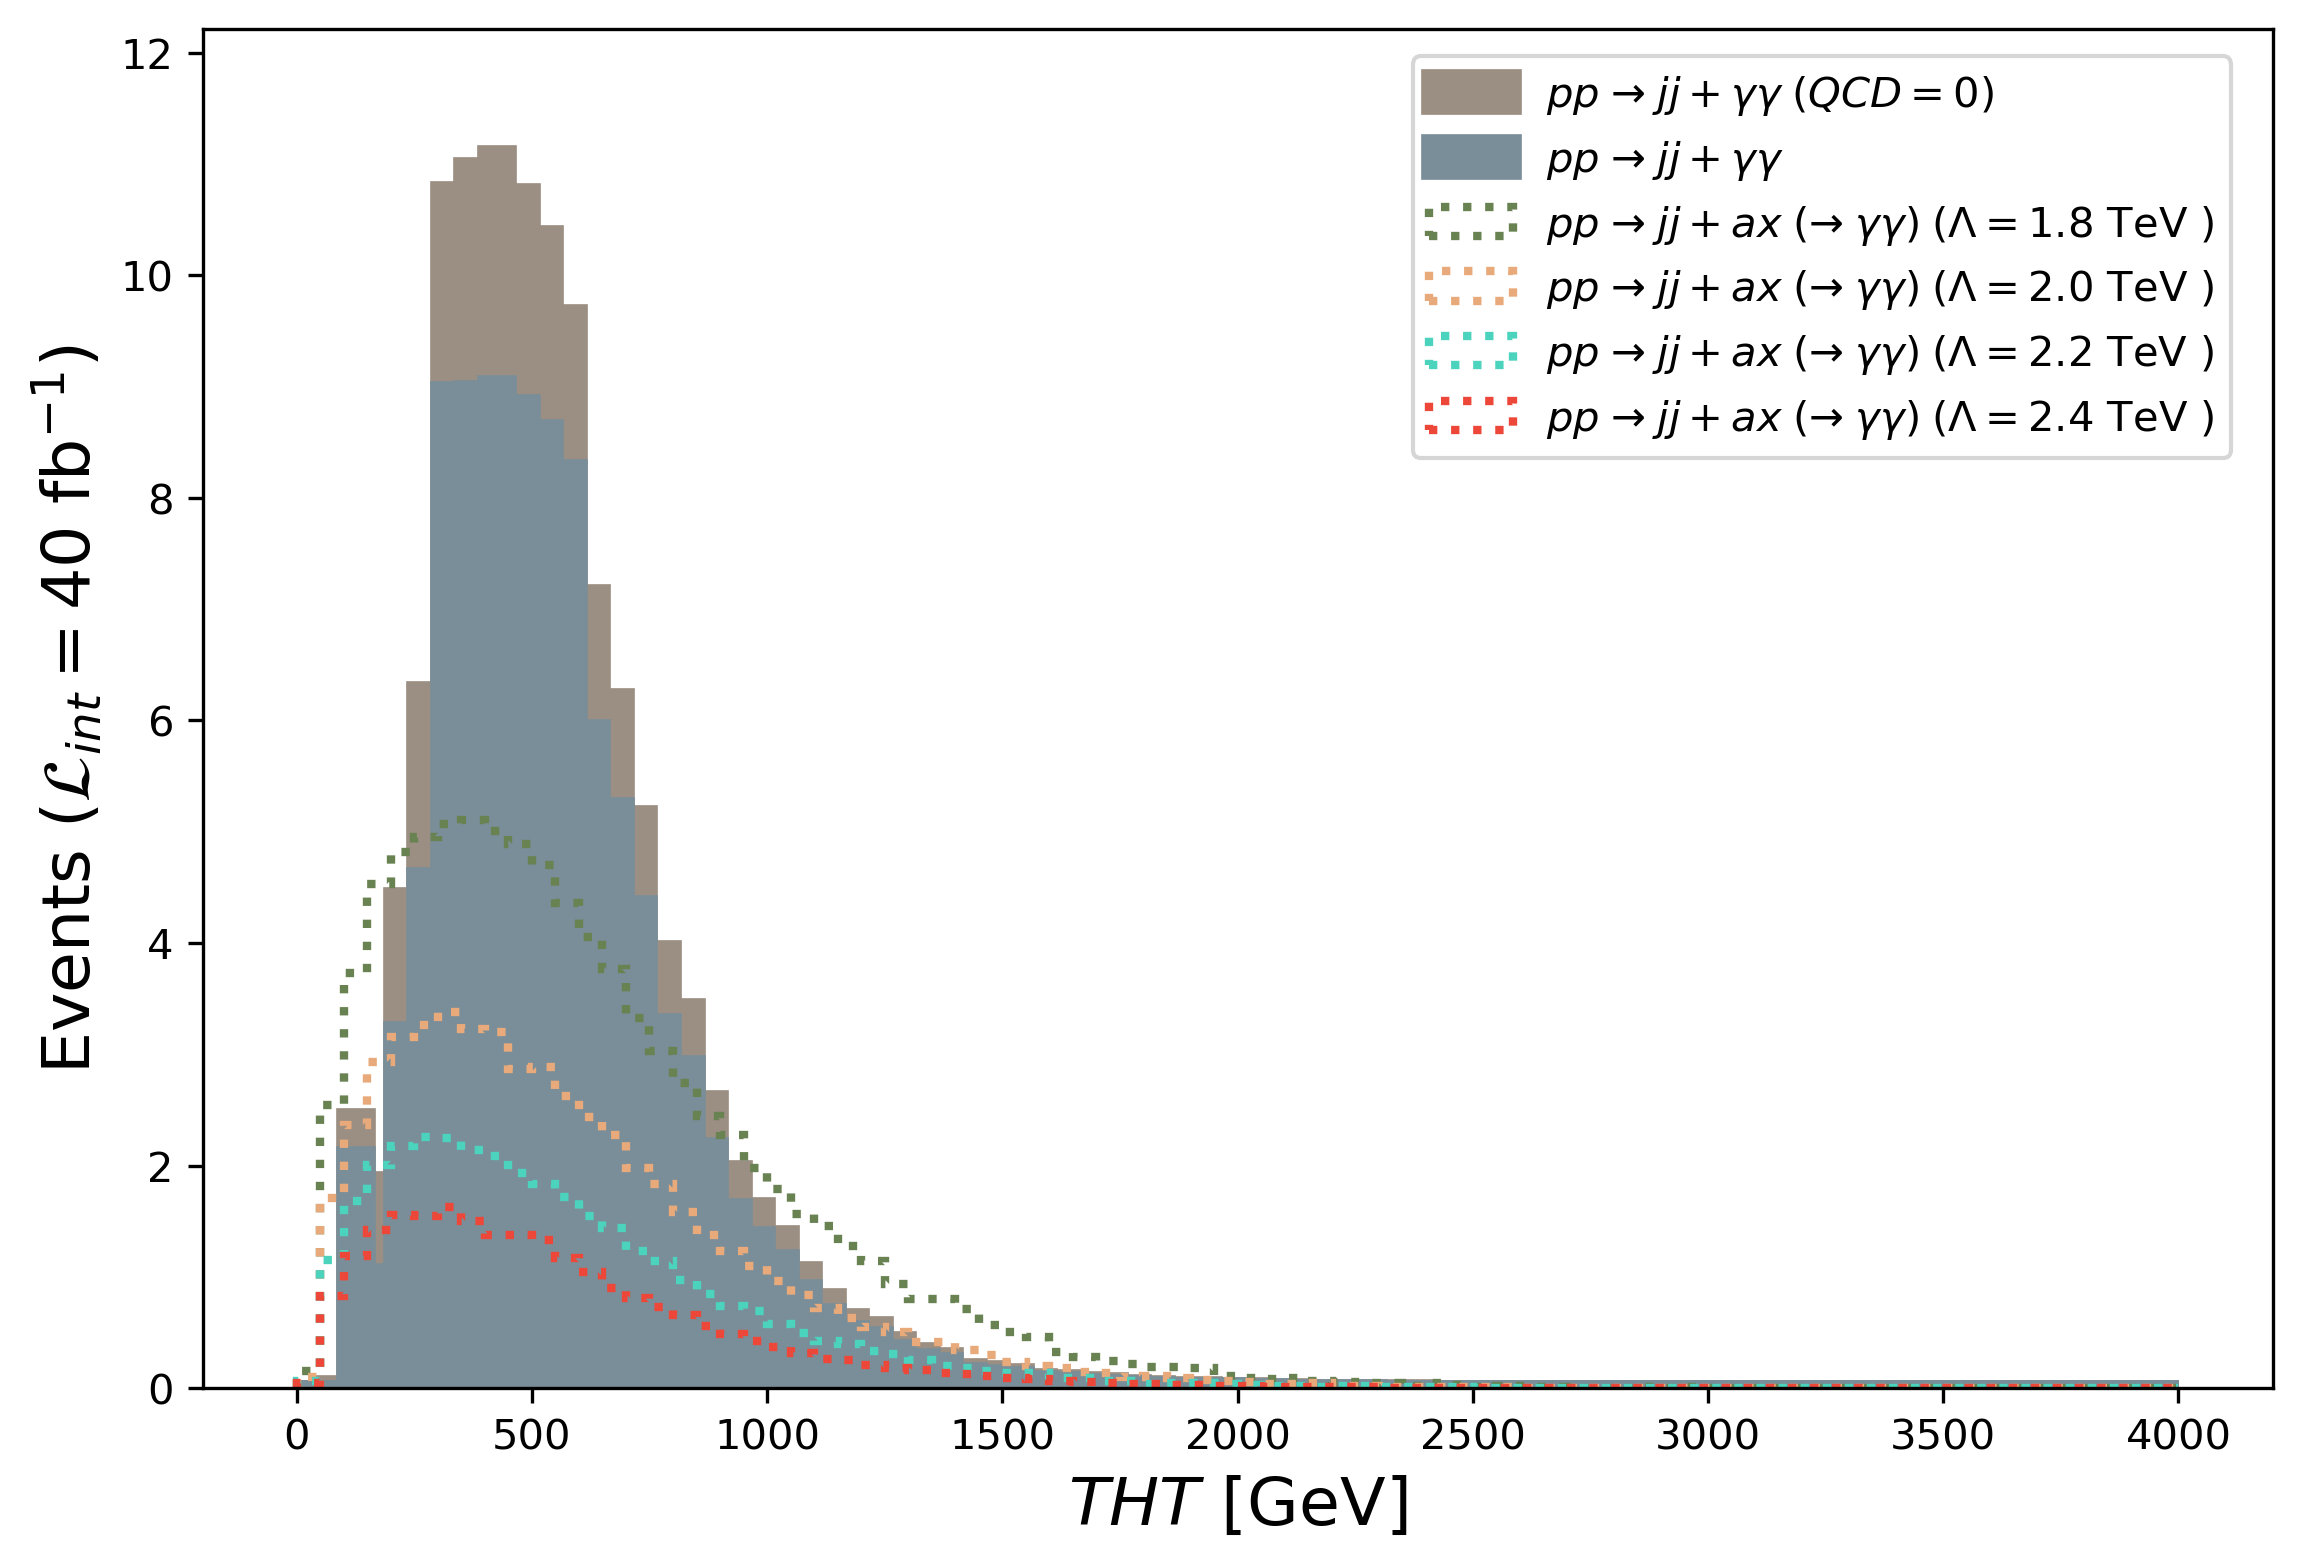 Events (ℒ_int = 40 fb⁻¹)
12
10
8
6
4
2
0
pp → jj + γγ (QCD = 0)
pp → jj + γγ
pp → jj + ax (→ γγ) (Λ = 1.8 TeV )
pp → jj + ax (→ γγ) (Λ = 2.0 TeV )
pp → jj + ax (→ γγ) (Λ = 2.2 TeV )
pp → jj + ax (→ γγ) (Λ = 2.4 TeV )
0 500 1000 1500 2000 2500 3000 3500 4000
THT [GeV]